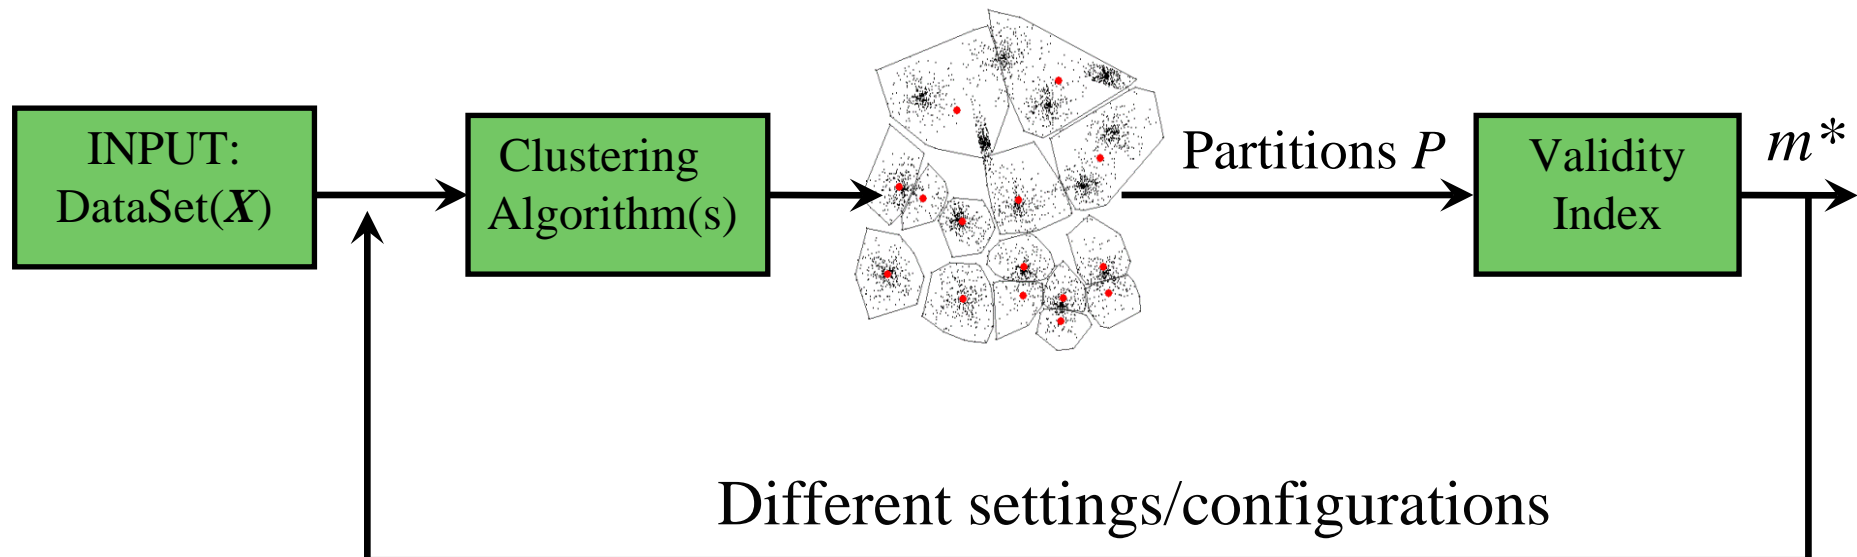 INPUT:
DataSet(X)
Clustering
Algorithm(s)
Partitions P
Validity
Index
m*
Different settings/configurations